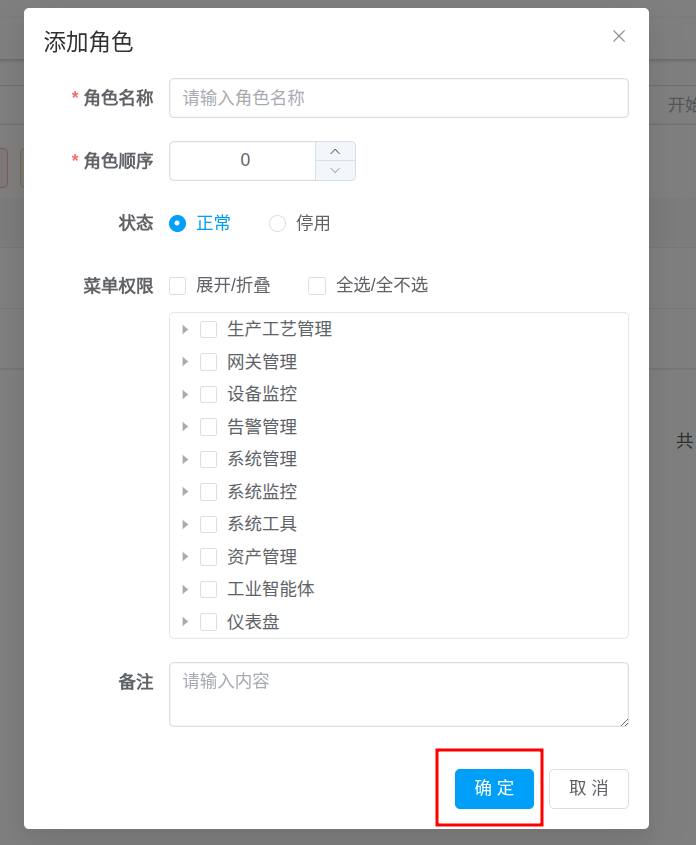 添加角色
* 角色名称 请输入角色名称
开始
* 角色顺序 0
状态 正常 停用
菜单权限 展开/折叠 全选/全不选
生产工艺管理
网关管理
设备监控
告警管理
共
系统管理
系统监控
系统工具
资产管理
工业智能体
仪表盘
备注 请输入内容
确 定 取 消